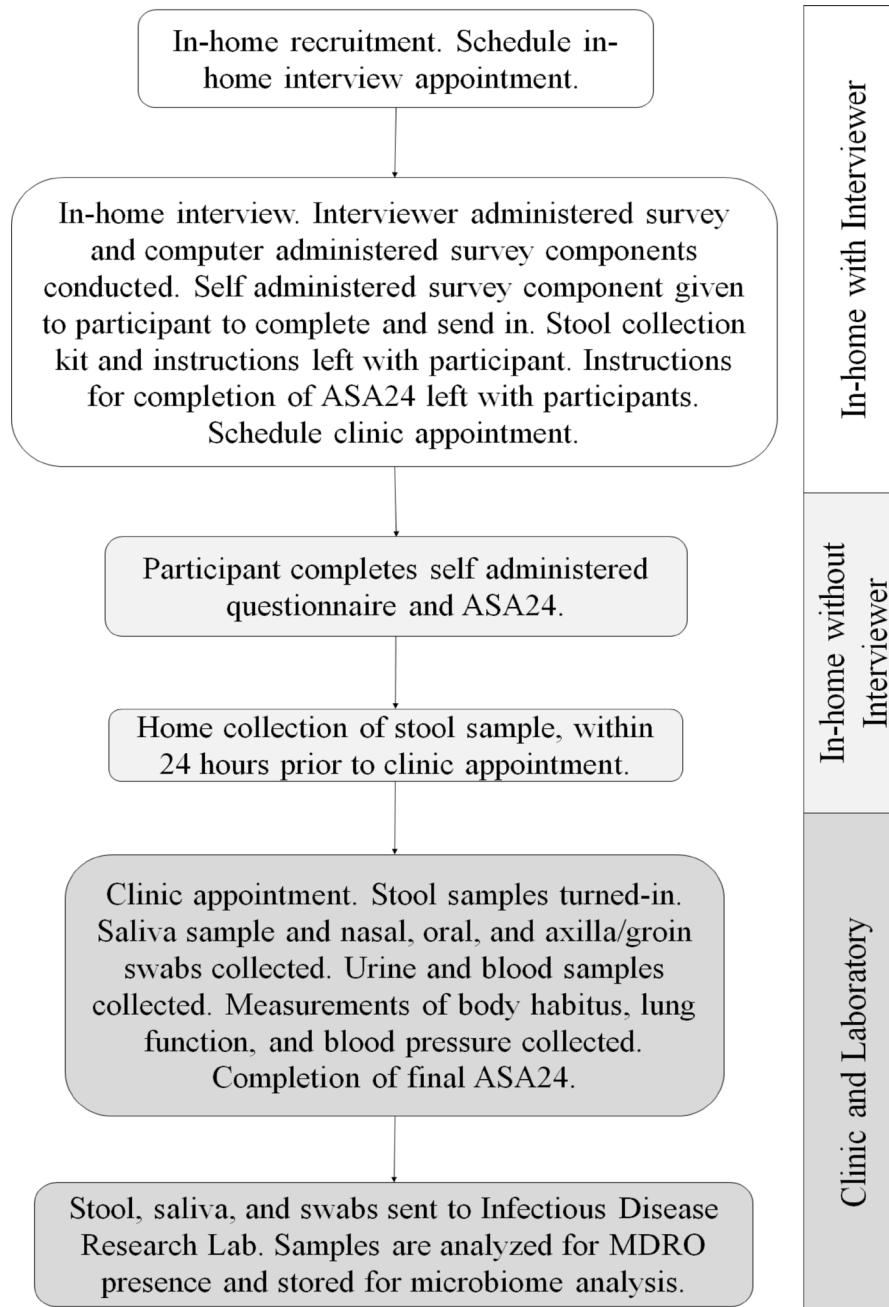 In-home recruitment. Schedule in-
home interview appointment.
In-home interview. Interviewer administered survey
and computer administered survey components
conducted. Self administered survey component given
to participant to complete and send in. Stool collection
kit and instructions left with participant. Instructions
for completion of ASA24 left with participants.
Schedule clinic appointment.
In-home with Interviewer
Participant completes self administered
questionnaire and ASA24.
Home collection of stool sample, within
24 hours prior to clinic appointment.
In-home without
Interviewer
Clinic appointment. Stool samples turned-in.
Saliva sample and nasal, oral, and axilla/groin
swabs collected. Urine and blood samples
collected. Measurements of body habitus, lung
function, and blood pressure collected.
Completion of final ASA24.
Stool, saliva, and swabs sent to Infectious Disease
Research Lab. Samples are analyzed for MDRO
presence and stored for microbiome analysis.
Clinic and Laboratory